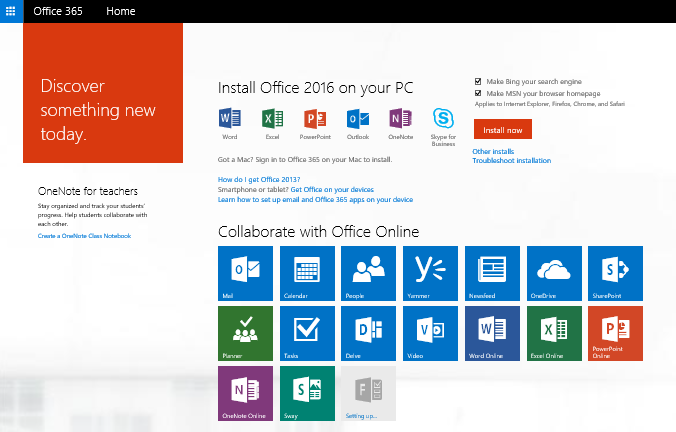 Office 365 Home
Discover
something new
today.
OneNote for teachers
Stay organized and track your students'
progress. Help students collaborate with
each other.
Create a OneNote Class Notebook
Install Office 2016 on your PC
Word Excel PowerPoint Outlook OneNote Skype for
Business
Got a Mac? Sign in to Office 365 on your Mac to install.
How do I get Office 2013?
Smartphone or tablet? Get Office on your devices
Learn how to set up email and Office 365 apps on your device
Make Bing your search engine
Make MSN your browser homepage
Applies to Internet Explorer, Firefox, Chrome, and Safari
Install now
Other installs
Troubleshoot installation
Collaborate with Office Online
Mail Calendar People Yammer Newsfeed OneDrive SharePoint
Planner Tasks Delve Video Word Online Excel Online PowerPoint
Online
OneNote Online Sway Setting up...